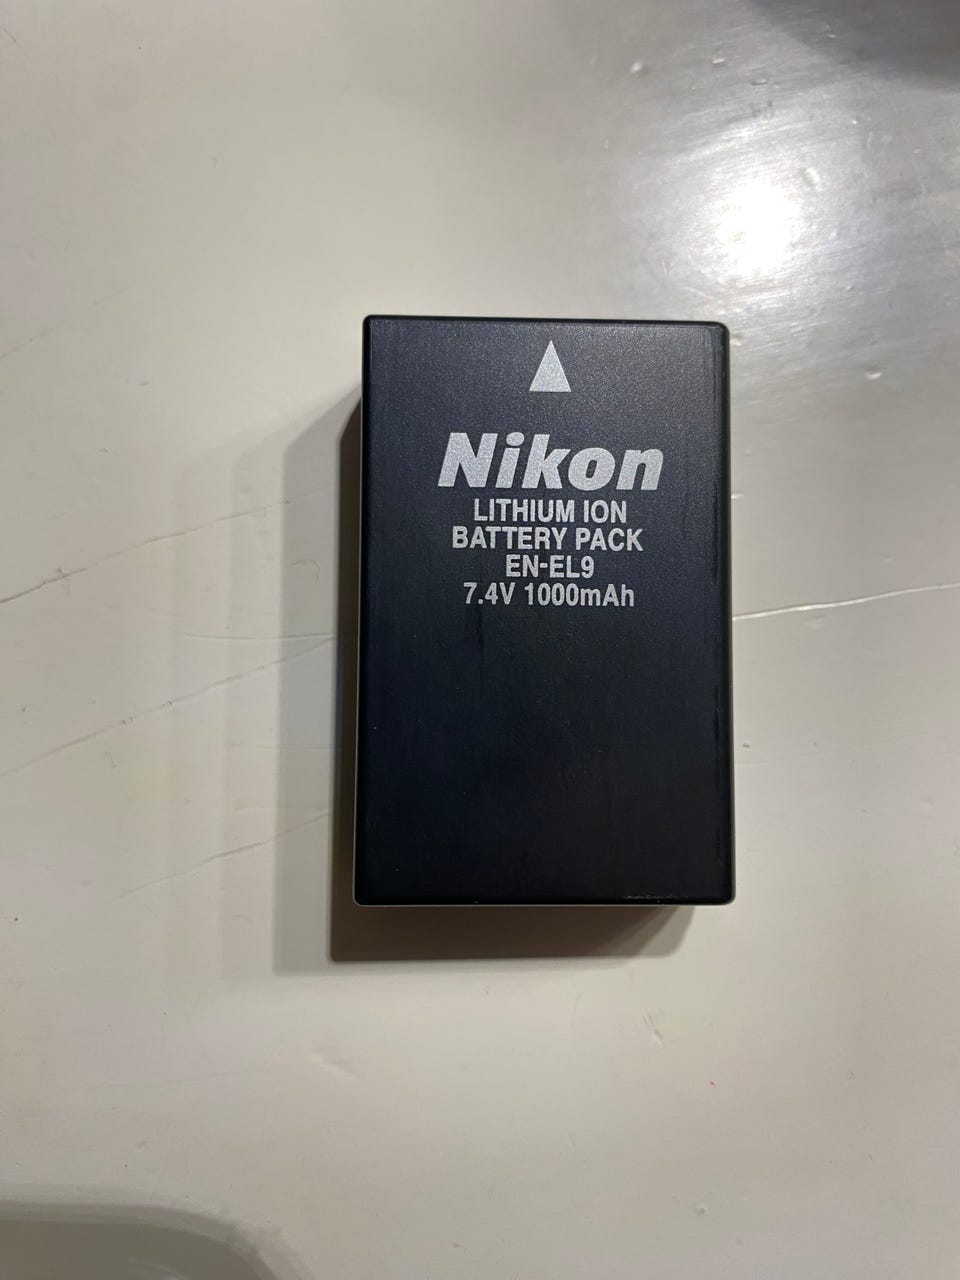 Nikon
LITHIUM ION
BATTERY PACK
EN-EL9
7.4V 1000mAh